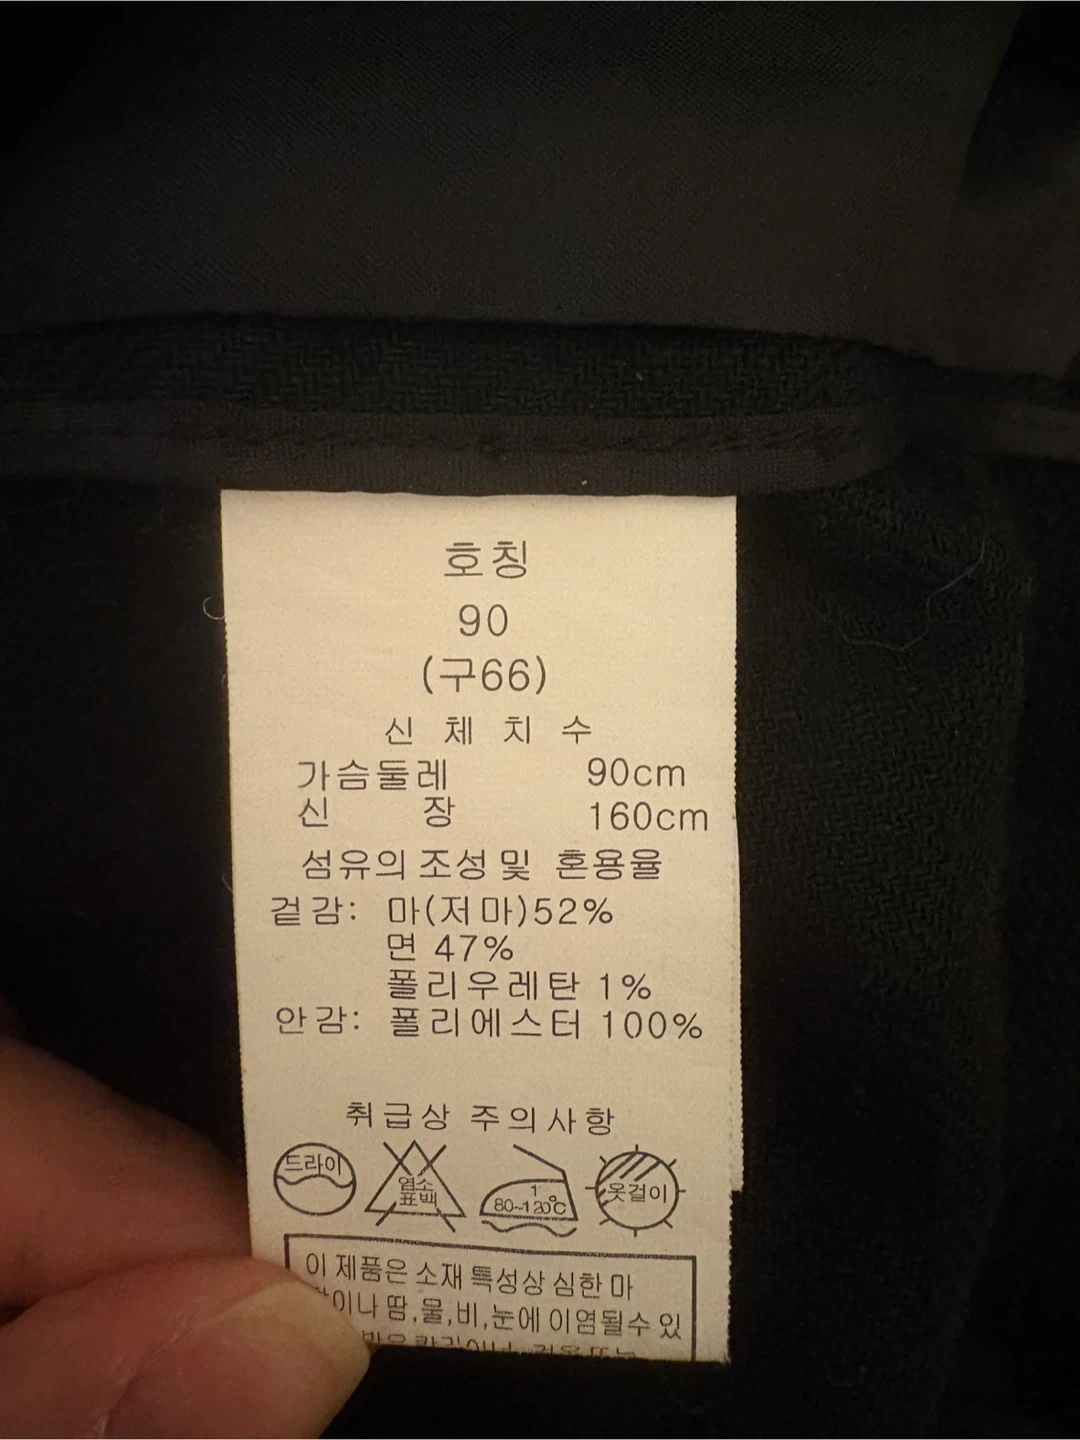 호칭
90
(구66)
신 체 치 수
가슴둘레 90cm
신 장 160cm
섬유의 조성 및 혼용율
겉감: 마(저마)52%
면 47%
폴리우레탄 1%
안감: 폴리에스터 100%
취급상 주의사항
드라이
염소
표백
1
80~120℃
옷걸이
이 제품은 소재 특성상 심한 마
땀,물,비,눈에 이염될수 있